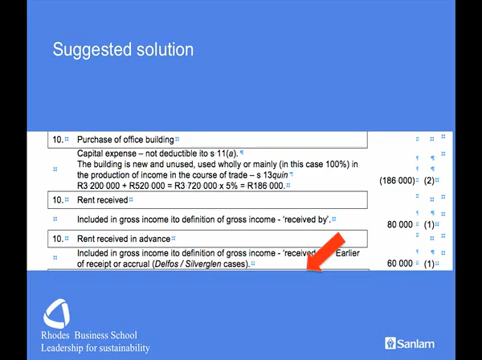 Suggested solution
10. Purchase of office building
Capital expense – not deductible ito s 11(a).
The building is new and unused, used wholly or mainly (in this case 100%) in the production of income in the course of trade – s 13quin
R3 200 000 + R520 000 = R3 720 000 x 5% = R186 000. (186 000) (2)
10. Rent received
Included in gross income ito definition of gross income - 'received by'. 80 000 (1)
10. Rent received in advance
Included in gross income ito definition of gross income - 'received Earlier
of receipt or accrual (Delfos / Silverglen cases). 60 000 (1)
Rhodes Business School
Leadership for sustainability
Sanlam